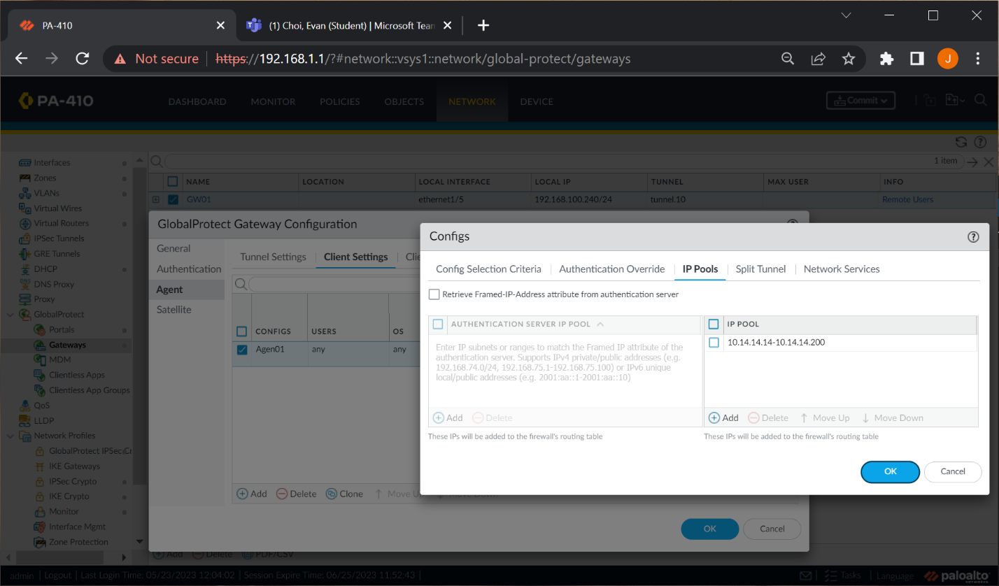 PA-410
(1) Choi, Evan (Student) | Microsoft Team
Not secure
https://192.168.1.1/?#network::vsys1::network/global-protect/gateways
J
PA-410
DASHBOARD
MONITOR
POLICIES
OBJECTS
NETWORK
DEVICE
Commit
Interfaces
Zones
VLANs
Virtual Wires
Virtual Routers
IPSec Tunnels
GRE Tunnels
DHCP
DNS Proxy
Proxy
GlobalProtect
Portals
Gateways
MDM
Clientless Apps
Clientless App Groups
QoS
LLDP
Network Profiles
GlobalProtect IPSec Cr
IKE Gateways
IPSec Crypto
IKE Crypto
Monitor
Interface Mgmt
Zone Protection
1 item
NAME LOCATION LOCAL INTERFACE LOCAL IP TUNNEL MAX USER INFO
GW01 ethernet1/5 192.168.100.240/24 tunnel.10 Remote Users
GlobalProtect Gateway Configuration
General
Authentication
Agent
Satellite
Tunnel Settings
Client Settings
Clie
CONFIGS USERS OS
Agen01 any any
Add Delete Clone Move U Move Down
OK Cancel
Configs
Config Selection Criteria
Authentication Override
IP Pools
Split Tunnel
Network Services
Retrieve Framed-IP-Address attribute from authentication server
AUTHENTICATION SERVER IP POOL
Enter IP subnets or ranges to match the Framed IP attribute of the
authentication server. Supports IPv4 private/public addresses (e.g.
192.168.74.0/24, 192.168.75.1-192.168.75.100) or IPv6 unique
local/public addresses (e.g. 2001:aa::1-2001:aa::10)
Add Delete
These IPs will be added to the firewall's routing table
IP POOL
10.14.14.14-10.14.14.200
Add Delete Move Up Move Down
These IPs will be added to the firewall's routing table
OK Cancel
Add Delete PDF/CSV
admin | Logout | Last Login Time: 05/23/2023 12:04:02 | Session Expire Time: 06/25/2023 11:52:43 |
Tasks | Language
paloalto
NETWORKS